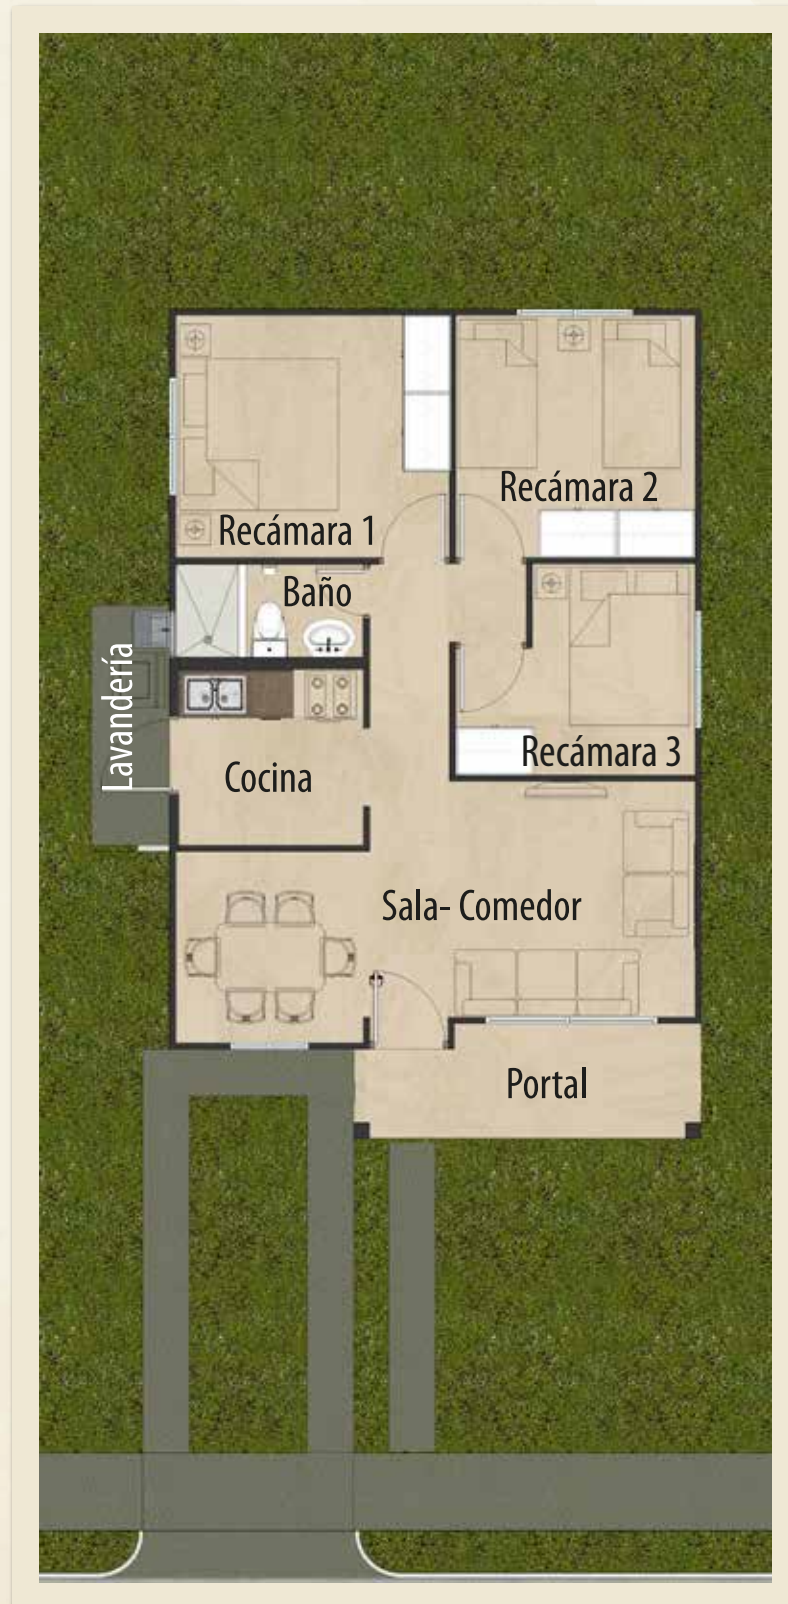 Recámara 2
Recámara 1
Baño
Lavandería
Recámara 3
Cocina
Sala- Comedor
Portal